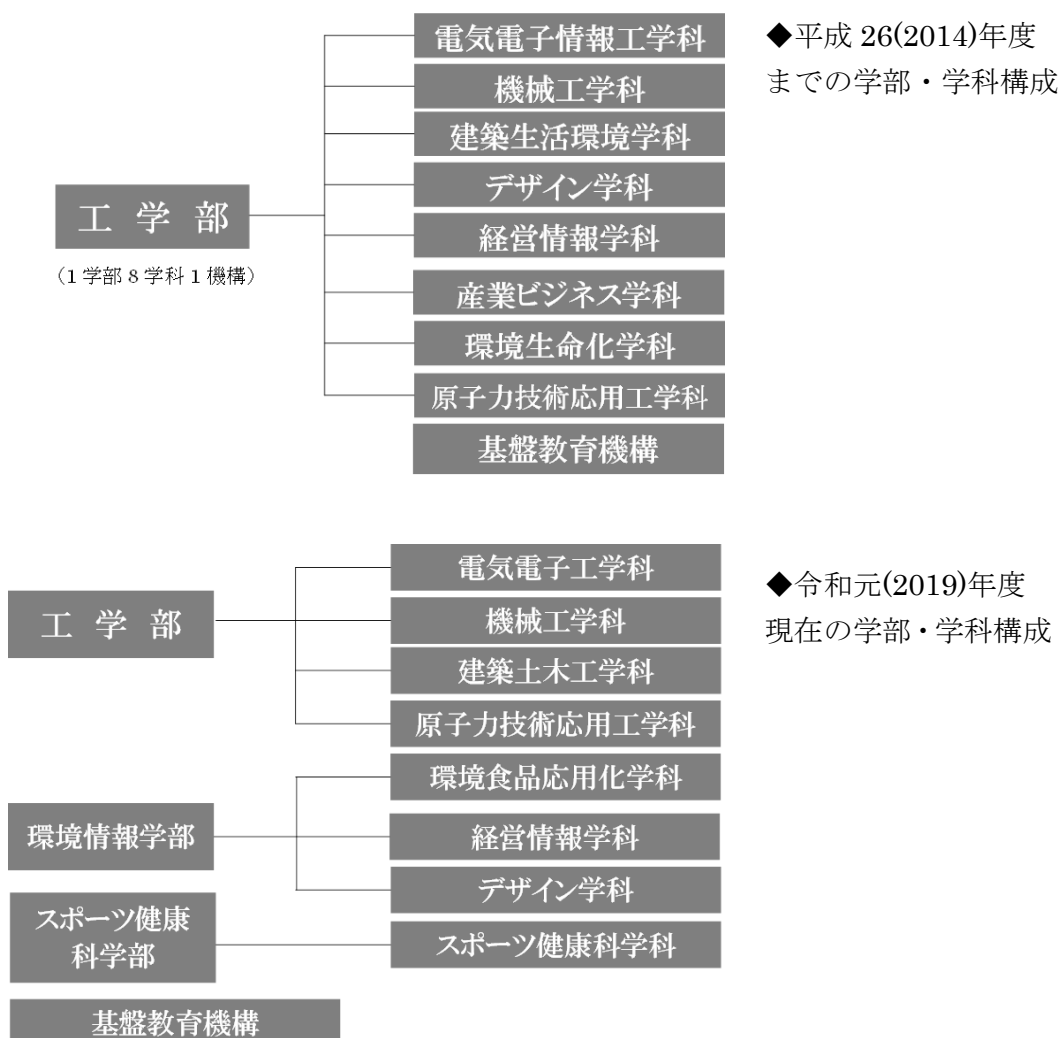 電気電子情報工学科
◆平成 26(2014)年度
までの学部・学科構成
機械工学科
建築生活環境学科
デザイン学科
工 学 部
経営情報学科
(1学部8学科1機構)
産業ビジネス学科
環境生命化学科
原子力技術応用工学科
基盤教育機構
電気電子工学科
◆令和元(2019)年度
現在の学部・学科構成
工 学 部
機械工学科
建築土木工学科
原子力技術応用工学科
環境食品応用化学科
環境情報学部
経営情報学科
デザイン学科
スポーツ健康
科学部
スポーツ健康科学科
基盤教育機構